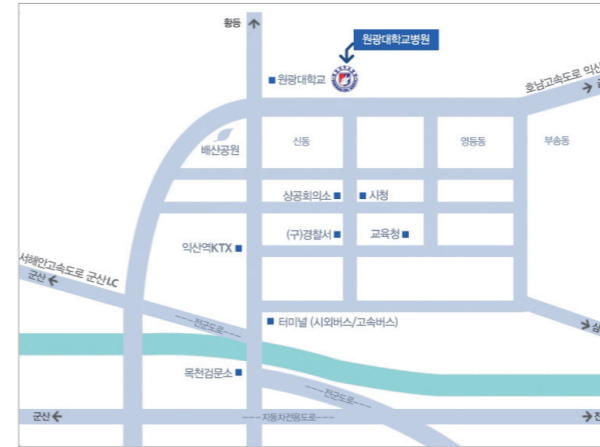 황등
원광대학교병원
원광대학교
호남고속도로 익산
배산공원
신동
영등동
부송동
상공회의소
시청
(구)경찰서
교육청
익산역KTX
서해안고속도로 군산I.C
군산
전군도로
터미널 (시외버스/고속버스)
목천검문소
전군도로
군산
자동차전용도로